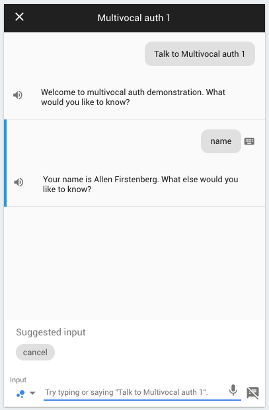 Multivocal auth 1
Talk to Multivocal auth 1
Welcome to multivocal auth demonstration. What
would you like to know?
name
Your name is Allen Firstenberg. What else would you
like to know?
Suggested input
cancel
Input
Try typing or saying "Talk to Multivocal auth 1".